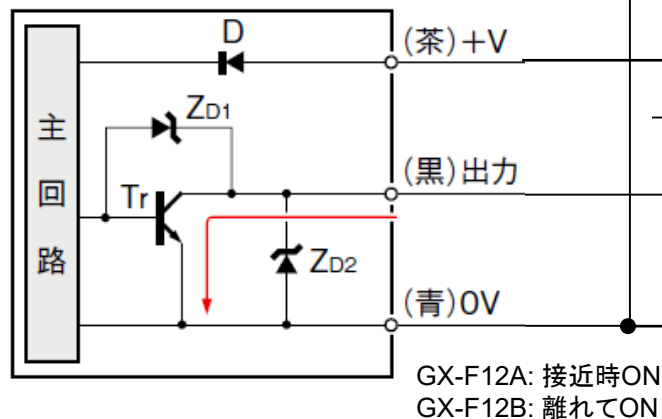 D
(茶)+V
ZD1
主回路
Tr
(黒)出力
ZD2
(青)0V
GX-F12A: 接近時ON
GX-F12B: 離れてON